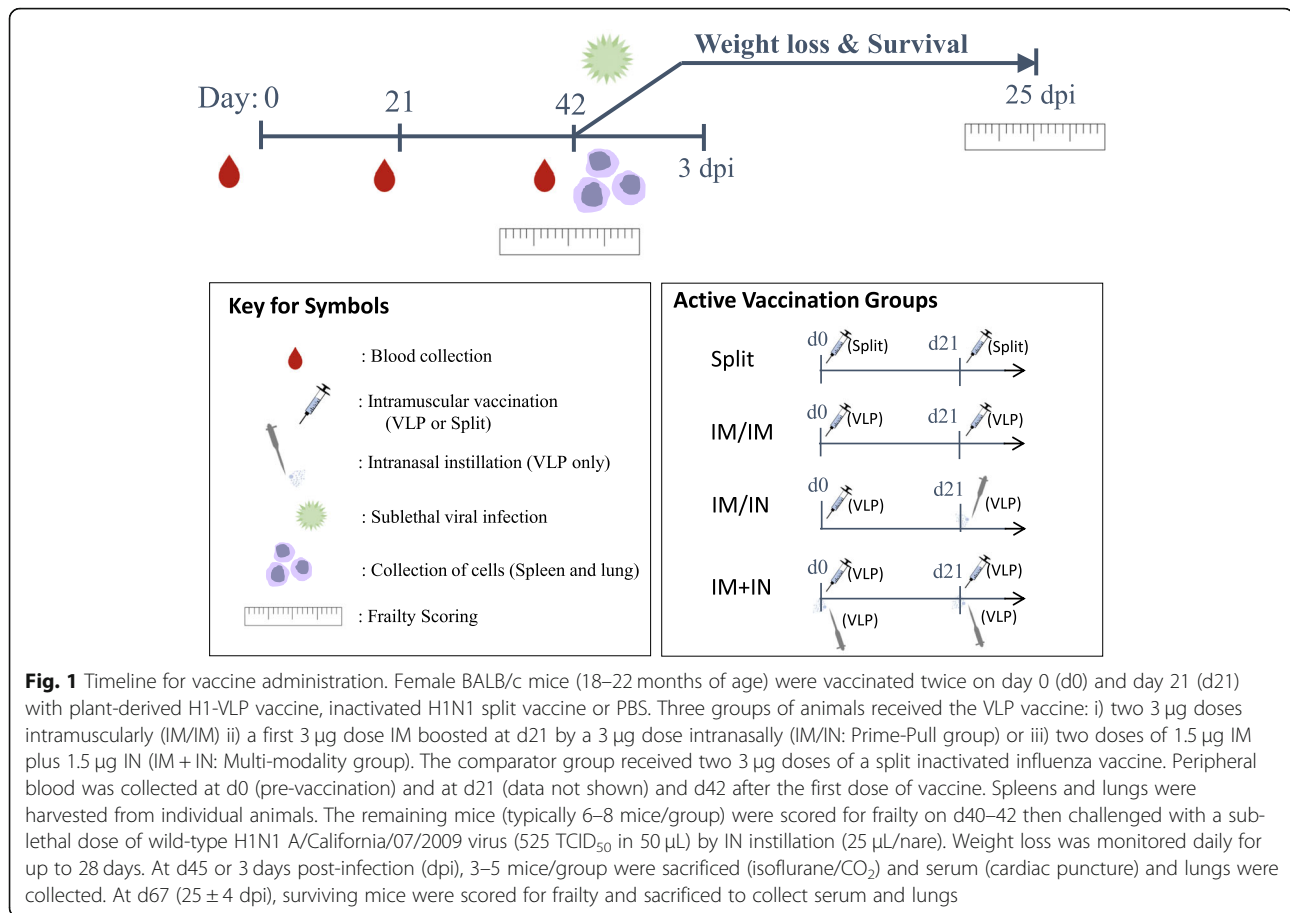 Weight loss & Survival
Day: 0
21
42
25 dpi
3 dpi
Key for Symbols
: Blood collection
: Intramuscular vaccination
(VLP or Split)
: Intranasal instillation (VLP only)
: Sublethal viral infection
: Collection of cells (Spleen and lung)
: Frailty Scoring
Active Vaccination Groups
Split
d0
(Split)
d21
(Split)
IM/IM
d0
(VLP)
d21
(VLP)
IM/IN
d0
(VLP)
d21
(VLP)
IM+IN
d0
(VLP)
(VLP)
d21
(VLP)
(VLP)
Fig. 1 Timeline for vaccine administration. Female BALB/c mice (18–22 months of age) were vaccinated twice on day 0 (d0) and day 21 (d21)
with plant-derived H1-VLP vaccine, inactivated H1N1 split vaccine or PBS. Three groups of animals received the VLP vaccine: i) two 3 μg doses
intramuscularly (IM/IM) ii) a first 3 μg dose IM boosted at d21 by a 3 μg dose intranasally (IM/IN: Prime-Pull group) or iii) two doses of 1.5 μg IM
plus 1.5 μg IN (IM + IN: Multi-modality group). The comparator group received two 3 μg doses of a split inactivated influenza vaccine. Peripheral
blood was collected at d0 (pre-vaccination) and at d21 (data not shown) and d42 after the first dose of vaccine. Spleens and lungs were
harvested from individual animals. The remaining mice (typically 6–8 mice/group) were scored for frailty on d40–42 then challenged with a sub-
lethal dose of wild-type H1N1 A/California/07/2009 virus (525 TCID50 in 50 μL) by IN instillation (25 μL/nare). Weight loss was monitored daily for
up to 28 days. At d45 or 3 days post-infection (dpi), 3–5 mice/group were sacrificed (isoflurane/CO2) and serum (cardiac puncture) and lungs were
collected. At d67 (25 ± 4 dpi), surviving mice were scored for frailty and sacrificed to collect serum and lungs